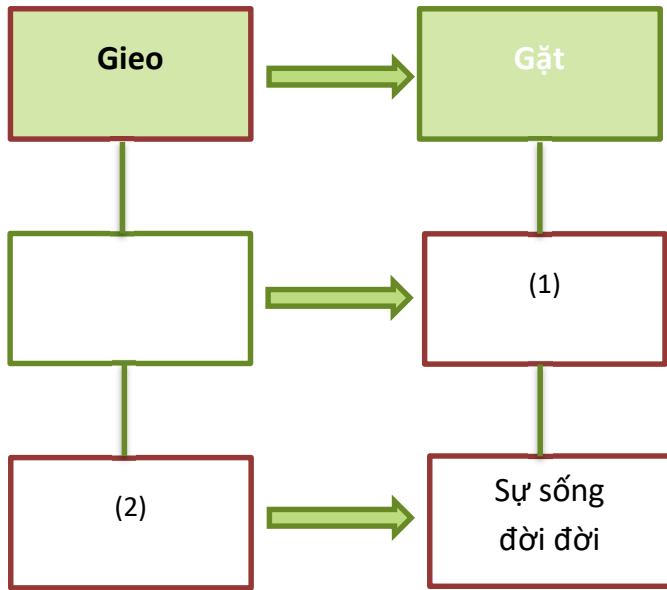 Gieo
Gặt
(1)
(2)
Sự sống
đời đời